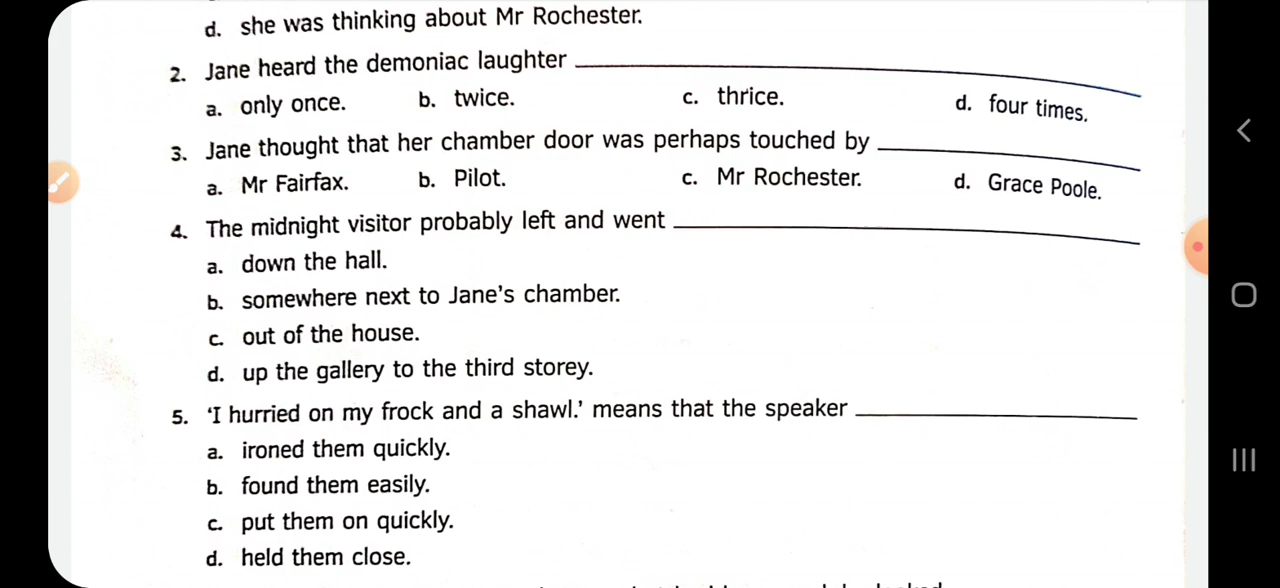 d. she was thinking about Mr Rochester.
2. Jane heard the demoniac laughter
a. only once. b. twice. c. thrice. d. four times.
3. Jane thought that her chamber door was perhaps touched by
a. Mr Fairfax. b. Pilot. c. Mr Rochester. d. Grace Poole.
4. The midnight visitor probably left and went
a. down the hall.
b. somewhere next to Jane's chamber.
c. out of the house.
d. up the gallery to the third storey.
5. 'I hurried on my frock and a shawl.' means that the speaker
a. ironed them quickly.
b. found them easily.
c. put them on quickly.
d. held them close.